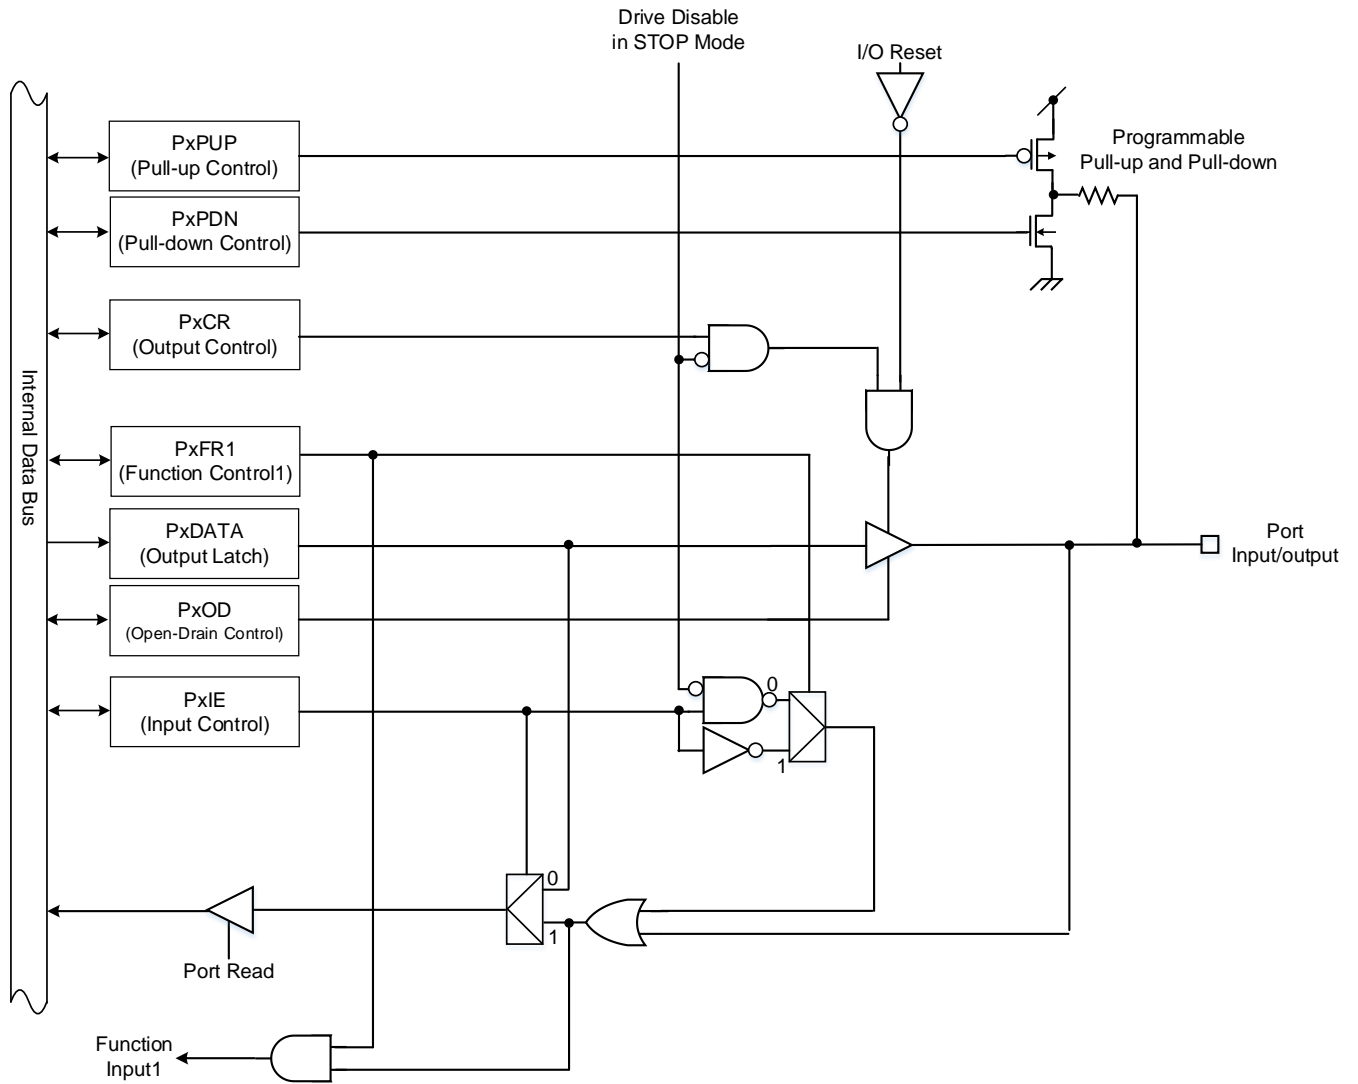 Drive Disable
in STOP Mode
I/O Reset
Programmable
Pull-up and Pull-down
PxPUP
(Pull-up Control)
PxPDN
(Pull-down Control)
PxCR
(Output Control)
Internal Data Bus
PxFR1
(Function Control1)
PxDATA
(Output Latch)
Port
Input/output
PxOD
(Open-Drain Control)
PxIE
(Input Control)
0
1
0
1
Port Read
Function
Input1